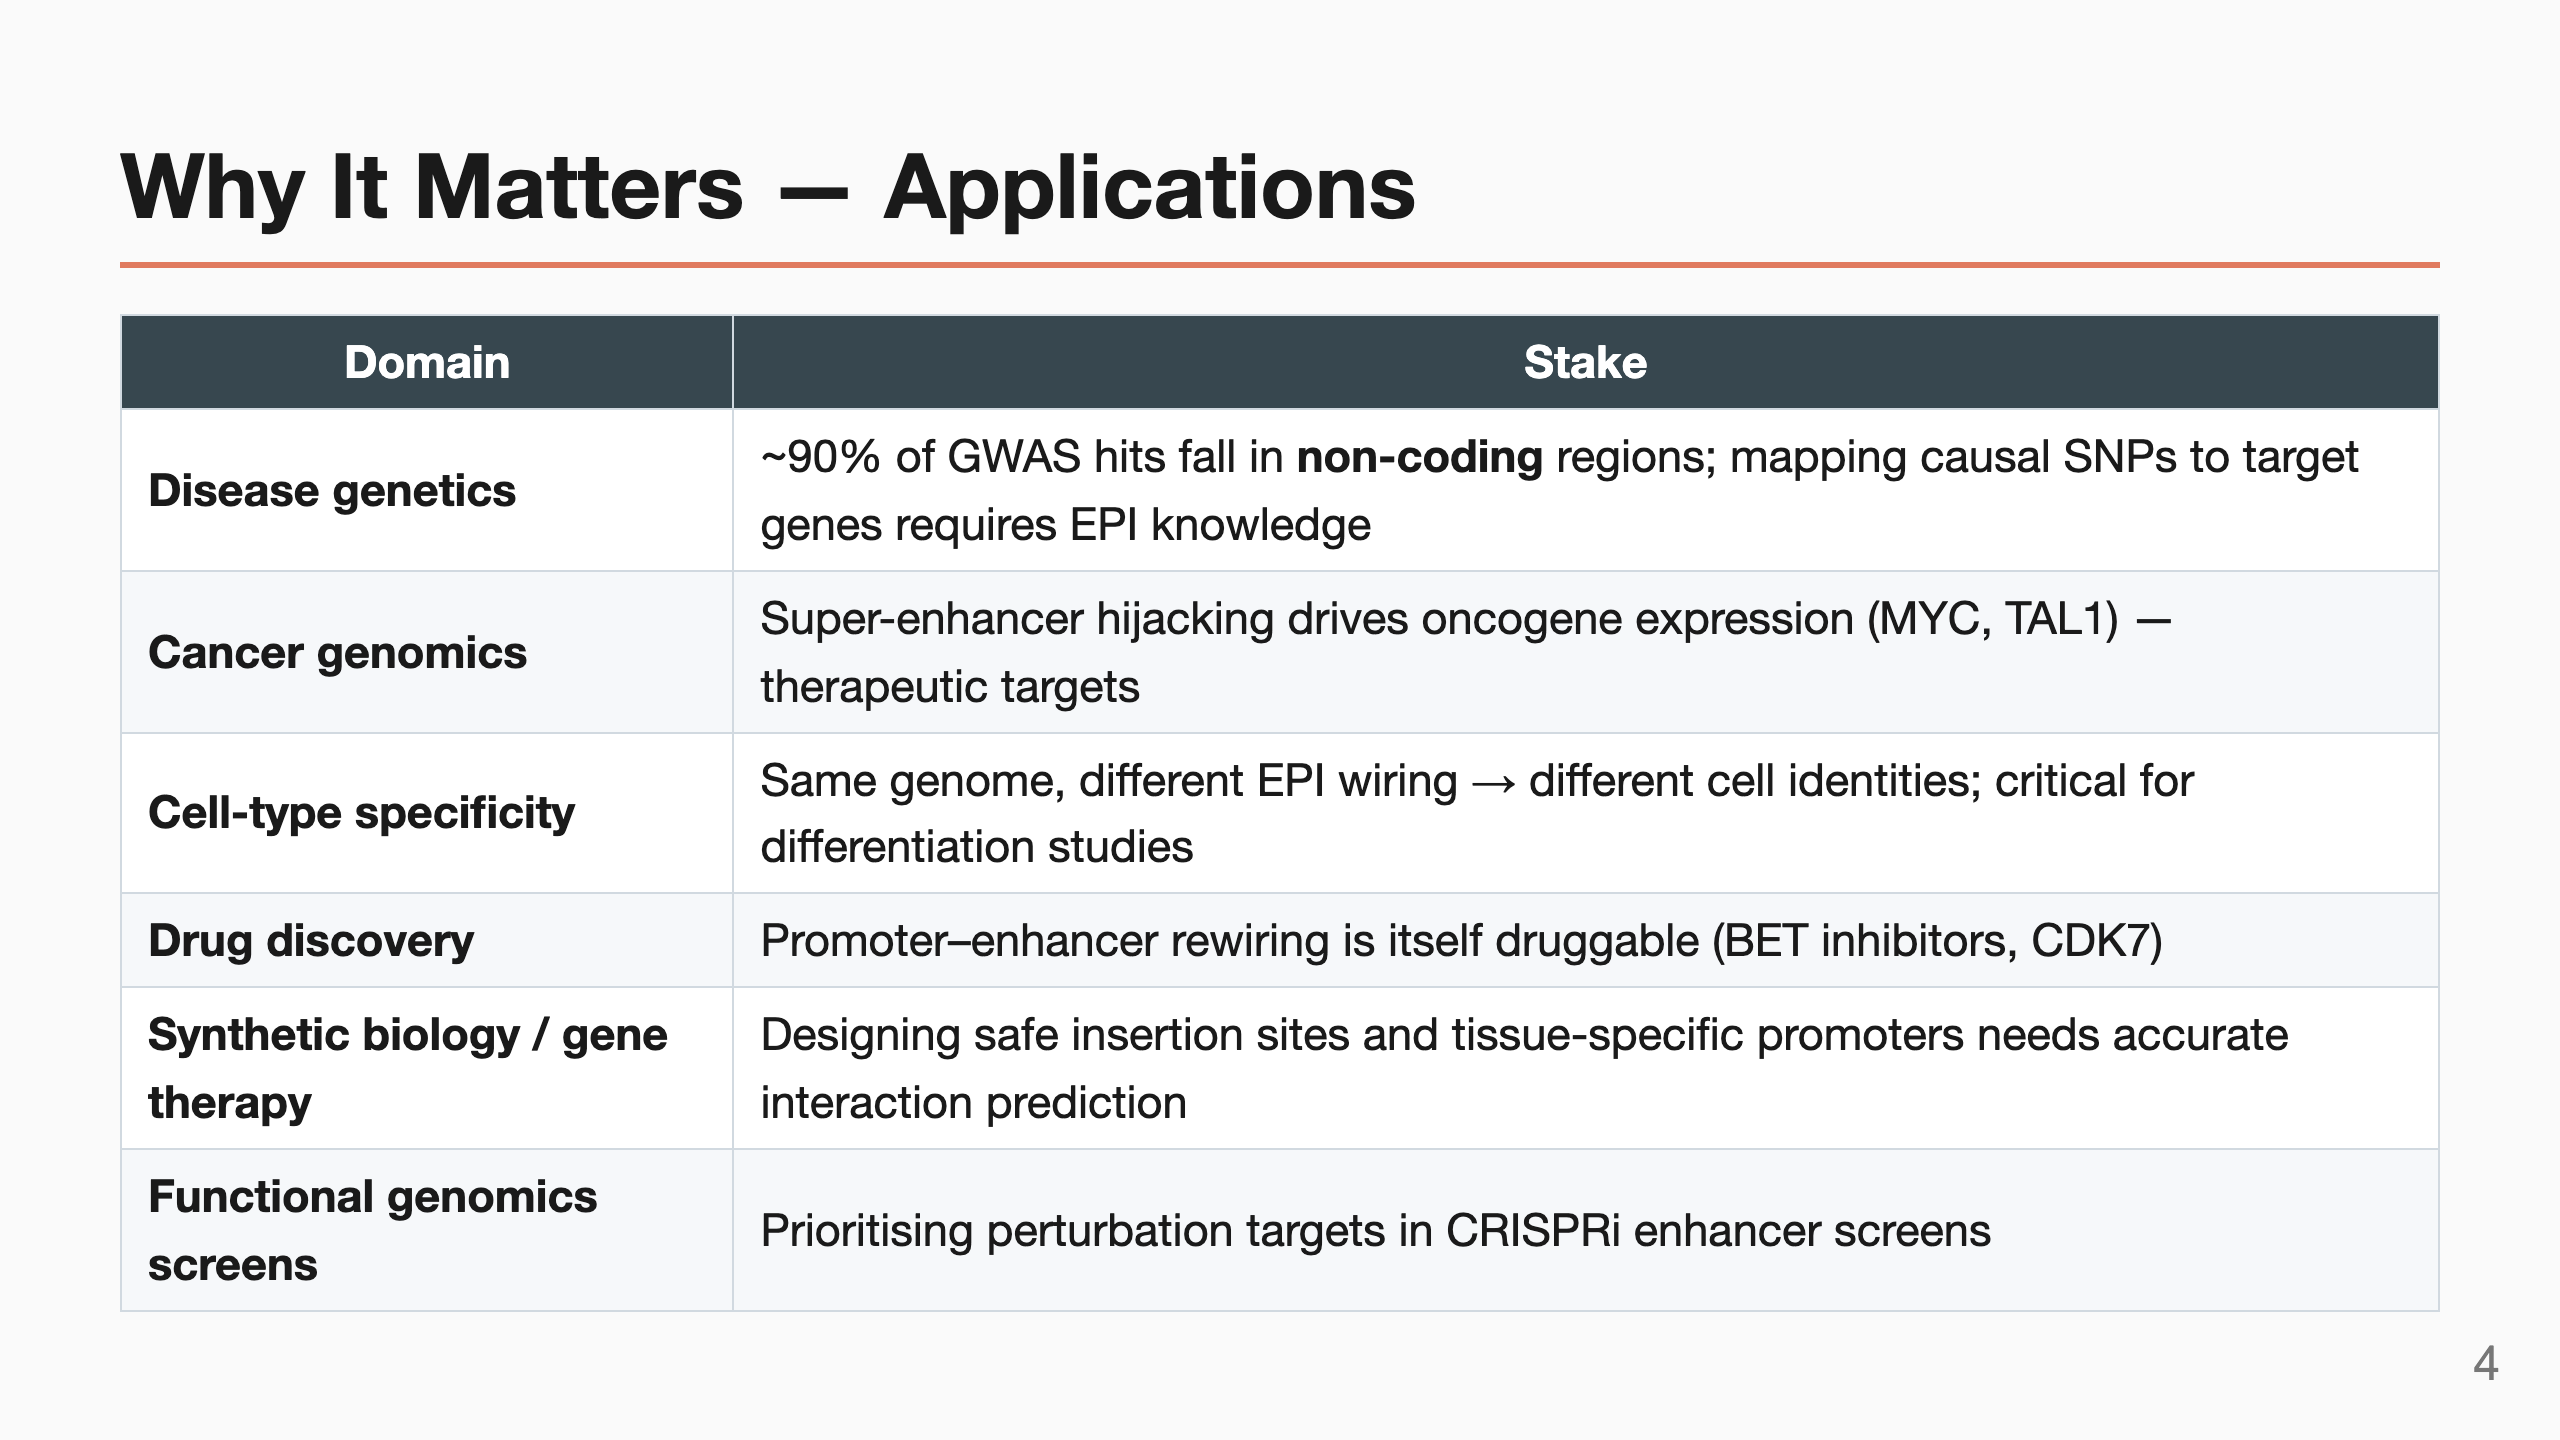 Why It Matters — Applications
Domain
Stake
Disease genetics
~90% of GWAS hits fall in non-coding regions; mapping causal SNPs to target
genes requires EPI knowledge
Cancer genomics
Super-enhancer hijacking drives oncogene expression (MYC, TAL1) —
therapeutic targets
Cell-type specificity
Same genome, different EPI wiring → different cell identities; critical for
differentiation studies
Drug discovery
Promoter–enhancer rewiring is itself druggable (BET inhibitors, CDK7)
Synthetic biology / gene
therapy
Designing safe insertion sites and tissue-specific promoters needs accurate
interaction prediction
Functional genomics
screens
Prioritising perturbation targets in CRISPRi enhancer screens
4